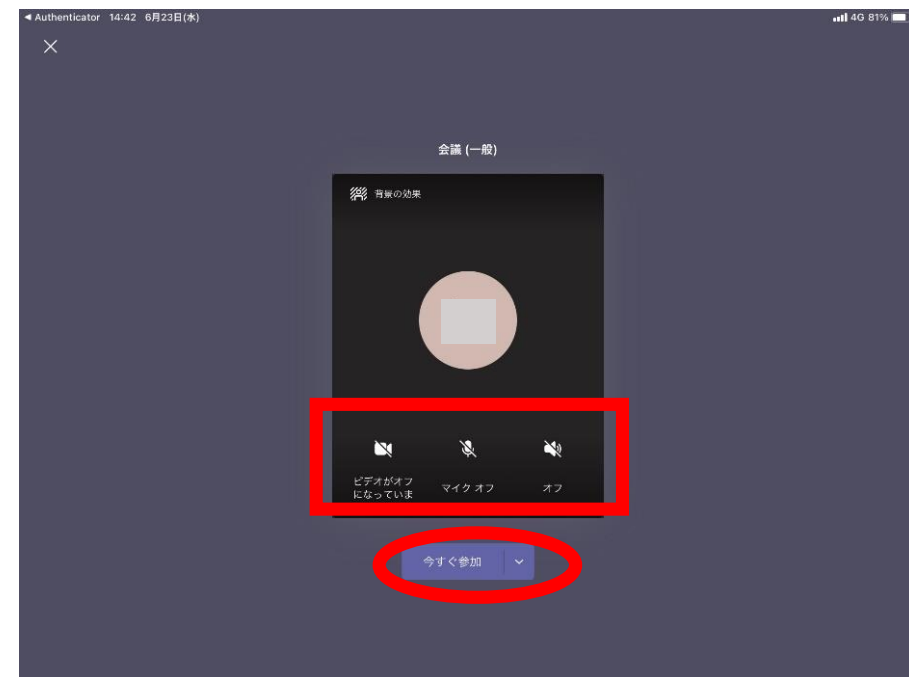 ◀ Authenticator 14:42 6月23日(水)
4G 81%
会議 (一般)
背景の効果
ビデオがオフ
になっていま
マイク オフ
オフ
今すぐ参加